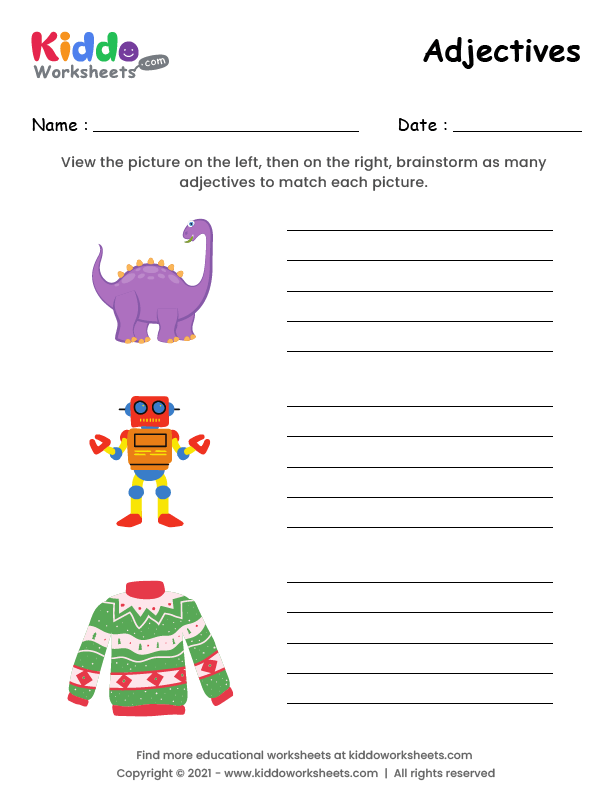 Kiddo
Worksheets .com
Adjectives
Name :
Date :
View the picture on the left, then on the right, brainstorm as many
adjectives to match each picture.
Find more educational worksheets at kiddoworksheets.com
Copyright © 2021 - www.kiddoworksheets.com | All rights reserved